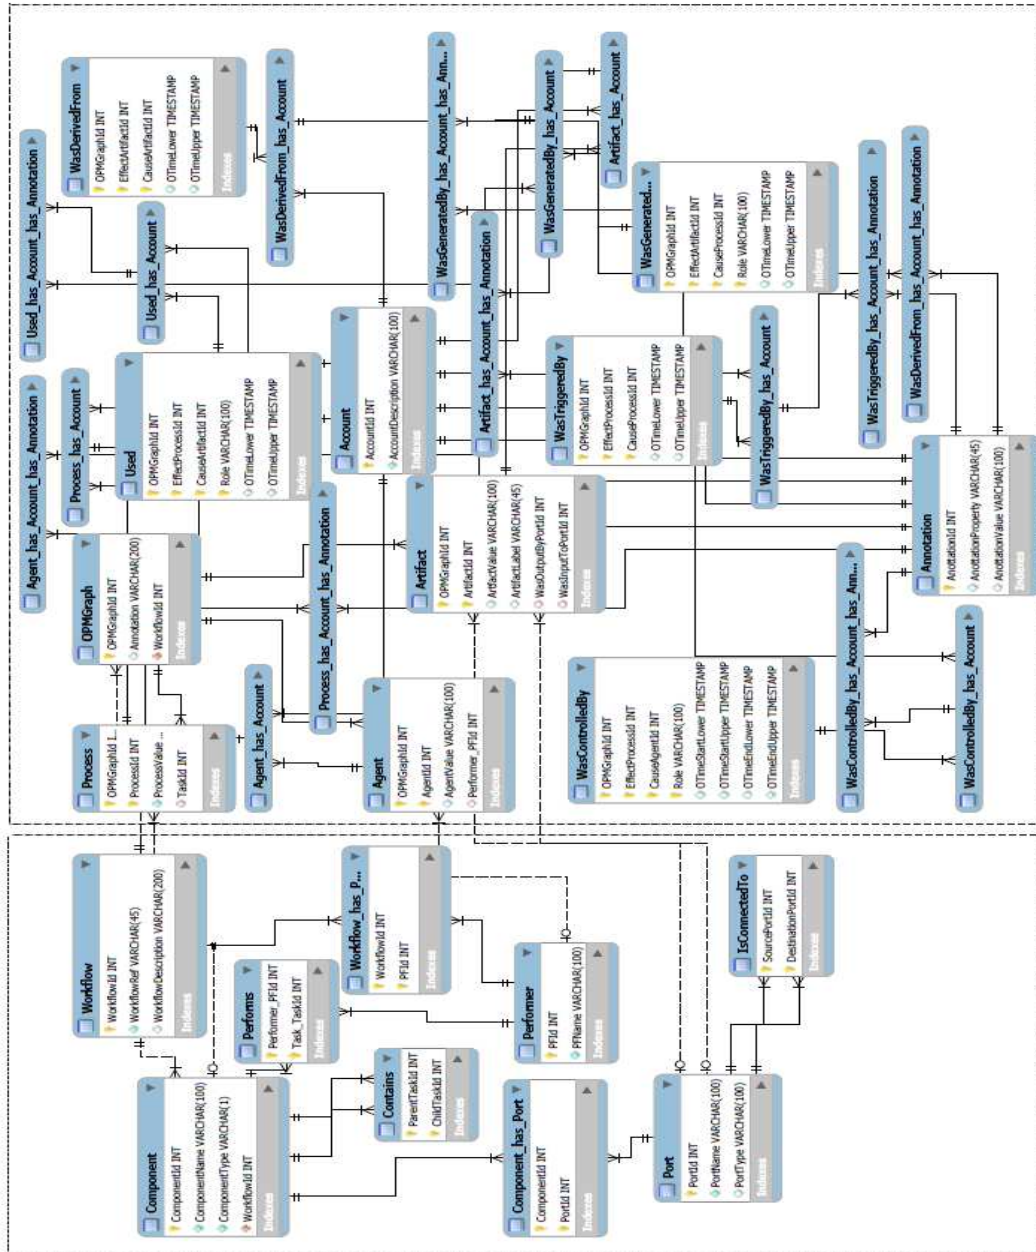 Component
ComponentId INT
ComponentName VARCHAR(100)
ComponentType VARCHAR(1)
WorkflowId INT
Indexes
Workflow
WorkflowId INT
WorkflowRef VARCHAR(45)
WorkflowDescription VARCHAR(200)
Indexes
Performs
Performer_PFId INT
Task_TaskId INT
Indexes
Contains
ParentTaskId INT
ChildTaskId INT
Indexes
Workflow_has_P...
WorkflowId INT
PFId INT
Indexes
Component_has_Port
ComponentId INT
PortId INT
Indexes
Performer
PFId INT
PFName VARCHAR(100)
Indexes
Port
PortId INT
PortName VARCHAR(100)
PortType VARCHAR(100)
Indexes
IsConnectedTo
SourcePortId INT
DestinationPortId INT
Indexes
Process
OPMGraphId I...
ProcessId INT
ProcessValue ...
TaskId INT
Indexes
OPMGraph
OPMGraphId INT
Annotation VARCHAR(200)
WorkflowId INT
Indexes
Agent_has_Account_has_Annotation
Used_has_Account_has_Annotation
Process_has_Account
WasDerivedFrom
OPMGraphId INT
EffectArtifactId INT
CauseArtifactId INT
OTimeLower TIMESTAMP
OTimeUpper TIMESTAMP
Indexes
Used
OPMGraphId INT
EffectProcessId INT
CauseArtifactId INT
Role VARCHAR(100)
OTimeLower TIMESTAMP
OTimeUpper TIMESTAMP
Indexes
Used_has_Account
Agent_has_Account
WasDerivedFrom_has_Account
Process_has_Account_has_Annotation
Account
AccountId INT
AccountDescription VARCHAR(100)
Indexes
Agent
OPMGraphId INT
AgentId INT
AgentValue VARCHAR(100)
Performer_PFId INT
Indexes
Artifact
OPMGraphId INT
ArtifactId INT
ArtifactValue VARCHAR(100)
ArtifactLabel VARCHAR(45)
WasOutputByPortId INT
WasInputToPortId INT
Indexes
WasGeneratedBy_has_Account_has_Ann...
Artifact_has_Account_has_Annotation
WasGeneratedBy_has_Account
Artifact_has_Account
WasTriggeredBy
OPMGraphId INT
EffectProcessId INT
CauseProcessId INT
OTimeLower TIMESTAMP
OTimeUpper TIMESTAMP
Indexes
WasGenerated...
OPMGraphId INT
EffectArtifactId INT
CauseProcessId INT
Role VARCHAR(100)
OTimeLower TIMESTAMP
OTimeUpper TIMESTAMP
Indexes
WasControlledBy
OPMGraphId INT
EffectProcessId INT
CauseAgentId INT
Role VARCHAR(100)
OTimeStartLower TIMESTAMP
OTimeStartUpper TIMESTAMP
OTimeEndLower TIMESTAMP
OTimeEndUpper TIMESTAMP
Indexes
WasTriggeredBy_has_Account
WasControlledBy_has_Account_has_Ann...
WasTriggeredBy_has_Account_has_Annotation
WasDerivedFrom_has_Account_has_Annotation
WasControlledBy_has_Account
Annotation
AnottationId INT
AnottationProperty VARCHAR(45)
AnottationValue VARCHAR(100)
Indexes